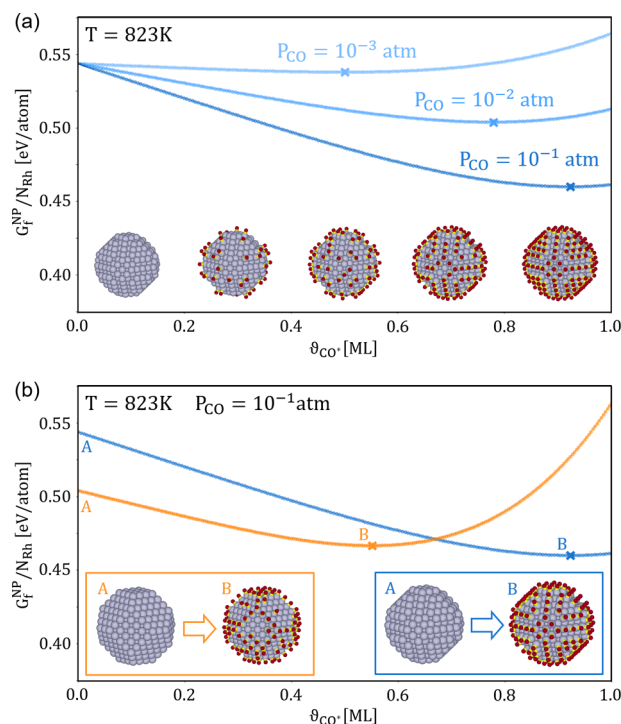 (a)
T = 823K
P_CO = 10⁻³ atm
P_CO = 10⁻² atm
P_CO = 10⁻¹ atm
G_f^NP/N_Rh [eV/atom]
0.55
0.50
0.45
0.40
0.0 0.2 0.4 0.6 0.8 1.0
ϑ_CO* [ML]
(b)
T = 823K P_CO = 10⁻¹atm
G_f^NP/N_Rh [eV/atom]
0.55
0.50
0.45
0.40
A
A
B
B
A B
A B
0.0 0.2 0.4 0.6 0.8 1.0
ϑ_CO* [ML]